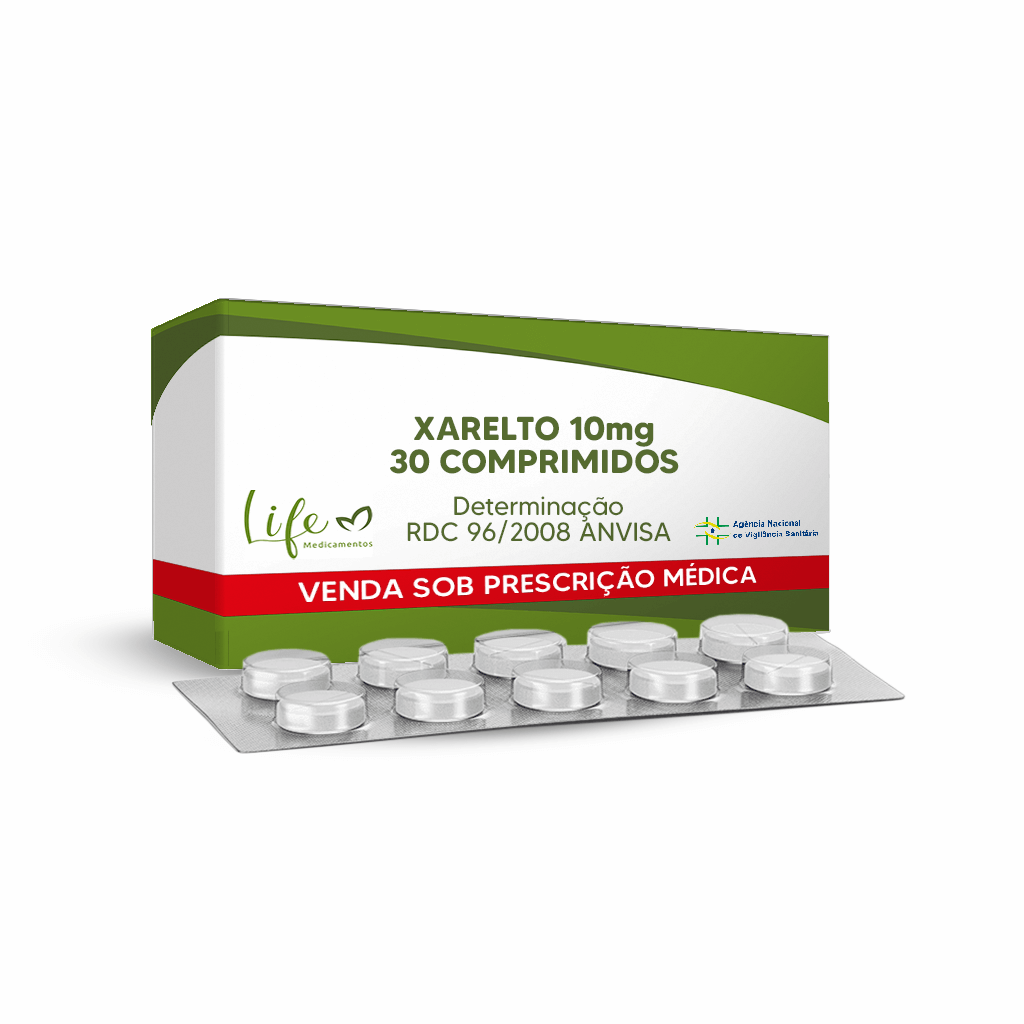 XARELTO 10mg
30 COMPRIMIDOS
Determinação
RDC 96/2008 ANVISA
Life
Medicamentos
Agência Nacional
de Vigilância Sanitária
VENDA SOB PRESCRIÇÃO MÉDICA